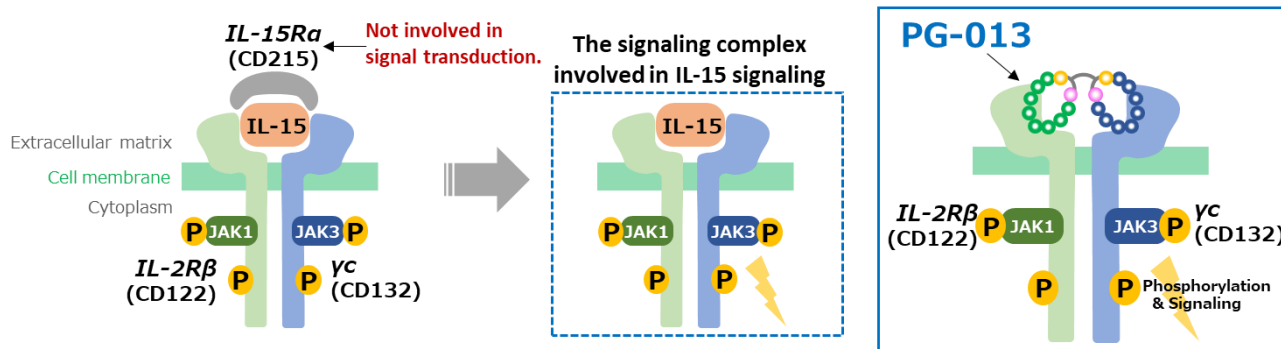 IL-15Rα
(CD215)
Not involved in
signal transduction.
IL-15
Extracellular matrix
Cell membrane
Cytoplasm
P
JAK1
JAK3
P
IL-2Rβ
(CD122)
P
P
γc
(CD132)
The signaling complex
involved in IL-15 signaling
IL-15
P
JAK1
JAK3
P
P
P
PG-013
IL-2Rβ
(CD122)
P
JAK1
JAK3
P
γc
(CD132)
P
P
Phosphorylation
& Signaling